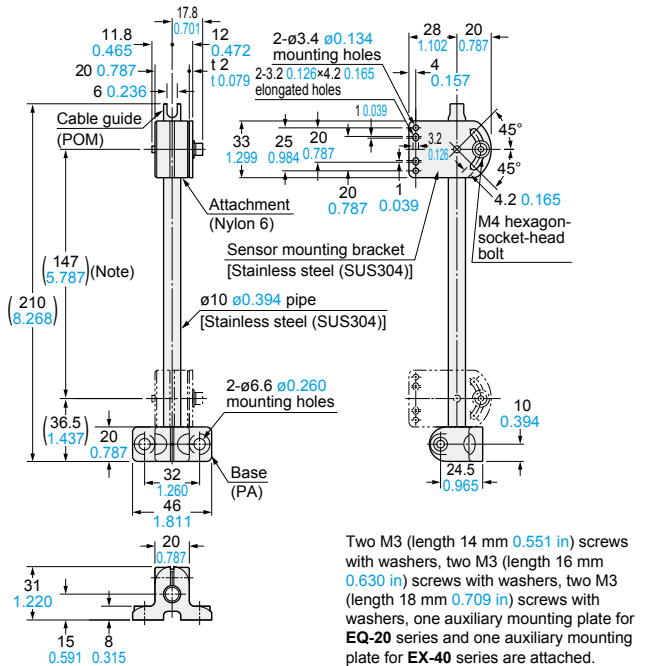 17.8
0.701
11.8
0.465
12
0.472
20 0.787
t 2
t 0.079
6 0.236
Cable guide
(POM)
Attachment
(Nylon 6)
(147
5.787)(Note)
(210
8.268)
ø10 ø0.394 pipe
[Stainless steel (SUS304)]
2-ø6.6 ø0.260
mounting holes
(36.5
1.437)
20
0.787
32
1.260
46
1.811
Base
(PA)
20
0.787
31
1.220
15
0.591
8
0.315
2-ø3.4 ø0.134
mounting holes
2-3.2 0.126×4.2 0.165
elongated holes
28
1.102
20
0.787
4
0.157
1 0.039
33
1.299
25
0.984
20
0.787
3.2
0.126
45°
45°
20
0.787
1
0.039
4.2 0.165
M4 hexagon-
socket-head
bolt
Sensor mounting bracket
[Stainless steel (SUS304)]
10
0.394
24.5
0.965
Two M3 (length 14 mm 0.551 in) screws
with washers, two M3 (length 16 mm
0.630 in) screws with washers, two M3
(length 18 mm 0.709 in) screws with
washers, one auxiliary mounting plate for
EQ-20 series and one auxiliary mounting
plate for EX-40 series are attached.